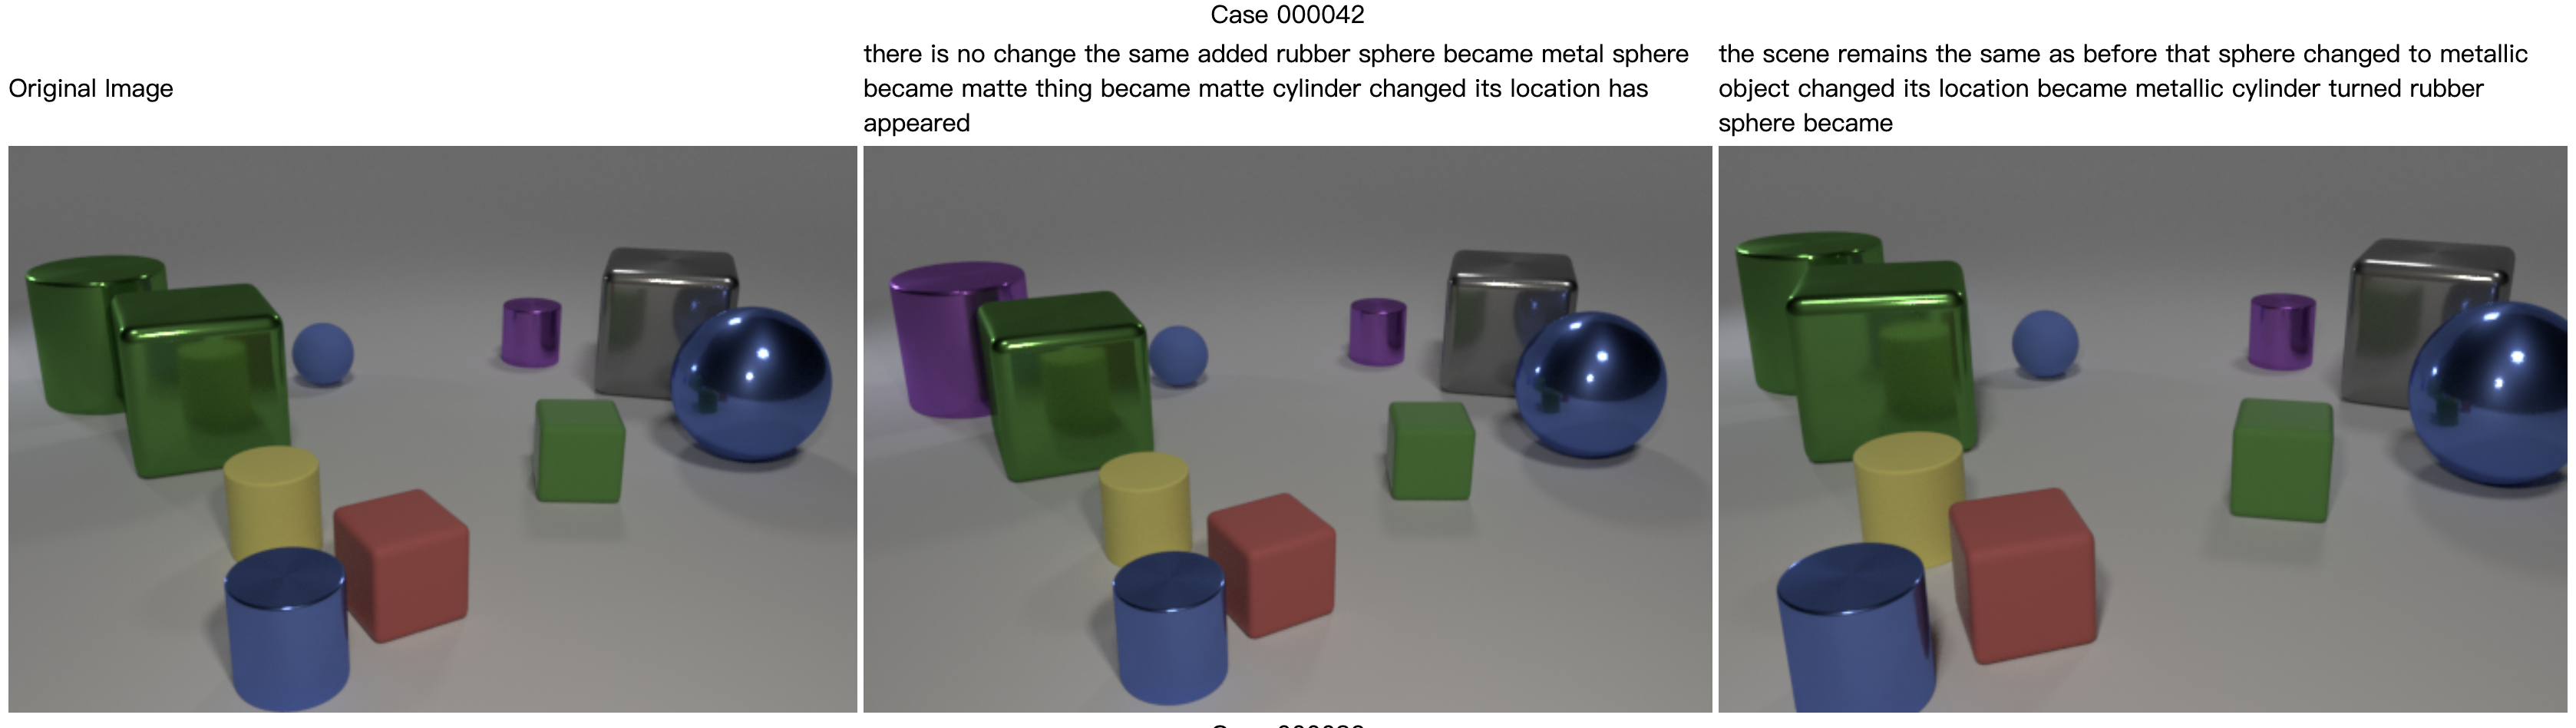 Case 000042
Original Image
there is no change the same added rubber sphere became metal sphere
became matte thing became matte cylinder changed its location has
appeared
the scene remains the same as before that sphere changed to metallic
object changed its location became metallic cylinder turned rubber
sphere became